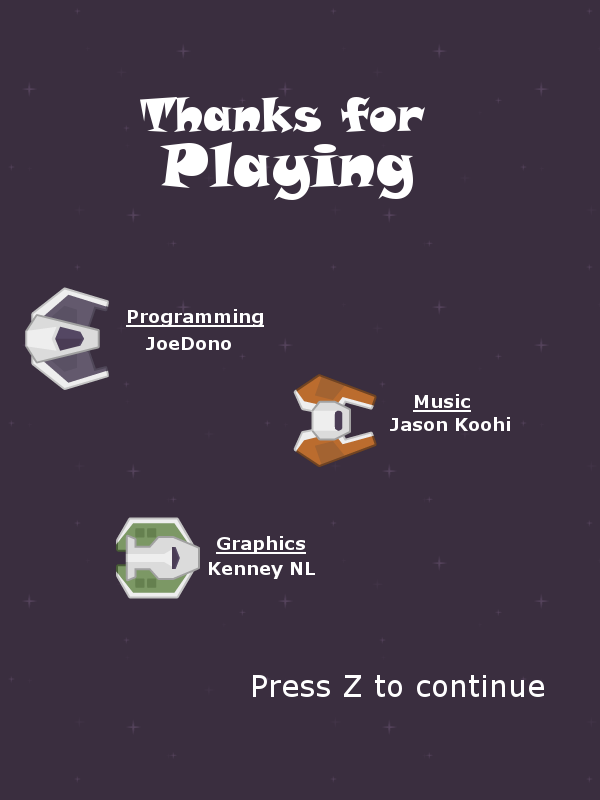 Thanks for
Playing
Programming
JoeDono
Music
Jason Koohi
Graphics
Kenney NL
Press Z to continue